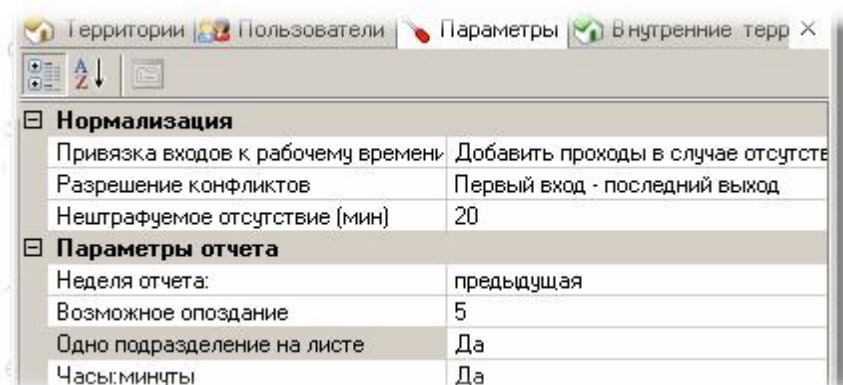 Территории Пользователи Параметры Внутренние терр
Нормализация
Привязка входов к рабочему времени Добавить проходы в случае отсутств
Разрешение конфликтов Первый вход - последний выход
Нештрафуемое отсутствие (мин) 20
Параметры отчета
Неделя отчета: предыдущая
Возможное опоздание 5
Одно подразделение на листе Да
Часы:минуты Да